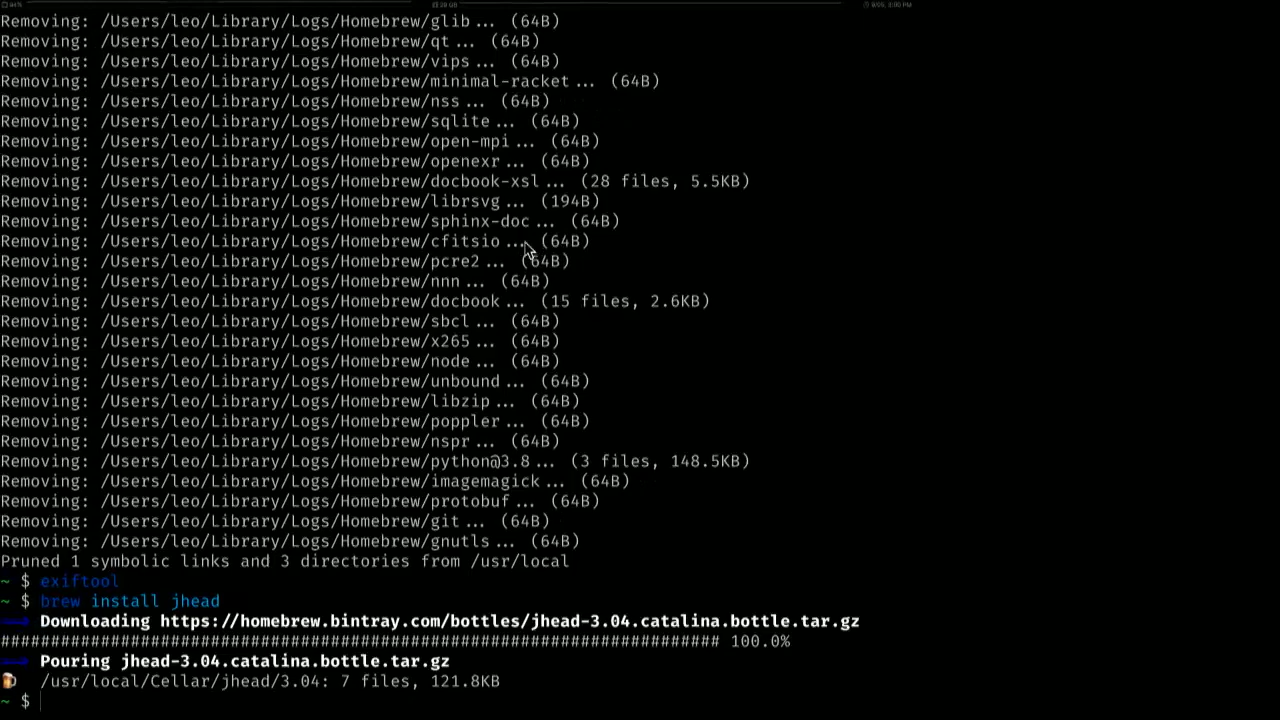 Removing: /Users/leo/Library/Logs/Homebrew/glib... (64B)
Removing: /Users/leo/Library/Logs/Homebrew/qt... (64B)
Removing: /Users/leo/Library/Logs/Homebrew/vips... (64B)
Removing: /Users/leo/Library/Logs/Homebrew/minimal-racket... (64B)
Removing: /Users/leo/Library/Logs/Homebrew/nss... (64B)
Removing: /Users/leo/Library/Logs/Homebrew/sqlite... (64B)
Removing: /Users/leo/Library/Logs/Homebrew/open-mpi... (64B)
Removing: /Users/leo/Library/Logs/Homebrew/openexr... (64B)
Removing: /Users/leo/Library/Logs/Homebrew/docbook-xsl... (28 files, 5.5KB)
Removing: /Users/leo/Library/Logs/Homebrew/librsvg... (194B)
Removing: /Users/leo/Library/Logs/Homebrew/sphinx-doc... (64B)
Removing: /Users/leo/Library/Logs/Homebrew/cfitsio... (64B)
Removing: /Users/leo/Library/Logs/Homebrew/pcre2... (64B)
Removing: /Users/leo/Library/Logs/Homebrew/nnn... (64B)
Removing: /Users/leo/Library/Logs/Homebrew/docbook... (15 files, 2.6KB)
Removing: /Users/leo/Library/Logs/Homebrew/sbcl... (64B)
Removing: /Users/leo/Library/Logs/Homebrew/x265... (64B)
Removing: /Users/leo/Library/Logs/Homebrew/node... (64B)
Removing: /Users/leo/Library/Logs/Homebrew/unbound... (64B)
Removing: /Users/leo/Library/Logs/Homebrew/libzip... (64B)
Removing: /Users/leo/Library/Logs/Homebrew/poppler... (64B)
Removing: /Users/leo/Library/Logs/Homebrew/nspr... (64B)
Removing: /Users/leo/Library/Logs/Homebrew/python@3.8... (3 files, 148.5KB)
Removing: /Users/leo/Library/Logs/Homebrew/imagemagick... (64B)
Removing: /Users/leo/Library/Logs/Homebrew/protobuf... (64B)
Removing: /Users/leo/Library/Logs/Homebrew/git... (64B)
Removing: /Users/leo/Library/Logs/Homebrew/gnutls... (64B)
Pruned 1 symbolic links and 3 directories from /usr/local
~ $ exiftool
~ $ brew install jhead
==> Downloading https://homebrew.bintray.com/bottles/jhead-3.04.catalina.bottle.tar.gz
######################################################################## 100.0%
==> Pouring jhead-3.04.catalina.bottle.tar.gz
🍺 /usr/local/Cellar/jhead/3.04: 7 files, 121.8KB
~ $